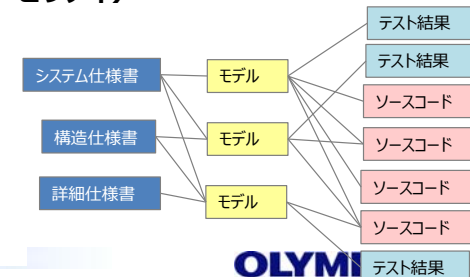 テスト結果
テスト結果
システム仕様書
モデル
ソースコード
構造仕様書
モデル
ソースコード
詳細仕様書
モデル
ソースコード
ソースコード
OLYM
テスト結果